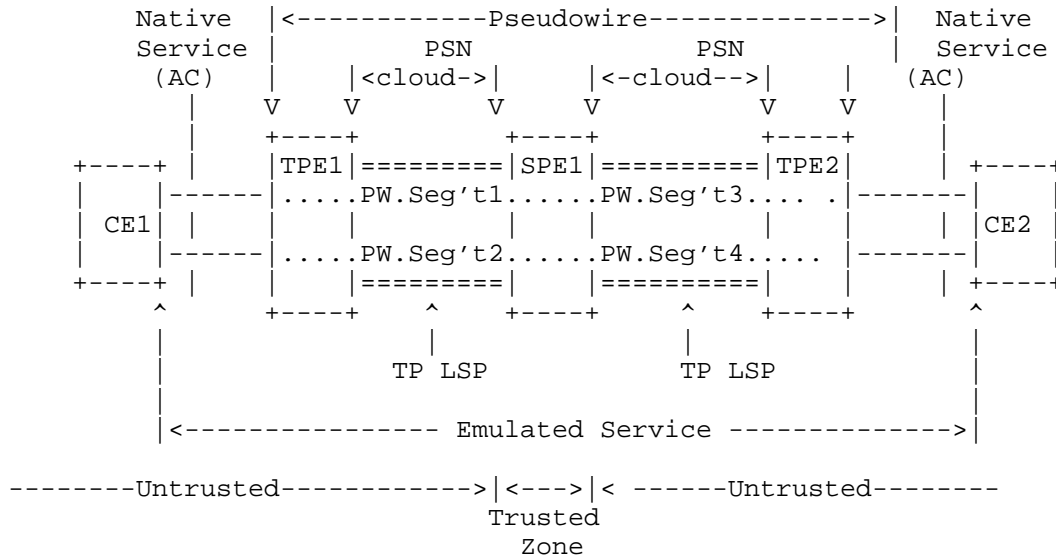 Native |<------------Pseudowire-------------->| Native
Service | PSN PSN | Service
(AC) | |<cloud->| |<-cloud-->| | (AC)
| V V V V V V |
| +----+ +----+ +----+ |
+----+ | |TPE1|=========|SPE1|==========|TPE2| | +----+
| |------|.....PW.Seg't1......PW.Seg't3.... .|-------| |
| CE1| | | | | | | | | |CE2 |
| |------|.....PW.Seg't2......PW.Seg't4..... |-------| |
+----+ | | |=========| |==========| | | +----+
^ +----+ ^ +----+ ^ +----+ ^
| | | |
| TP LSP TP LSP |
| |
|<---------------- Emulated Service -------------->|
--------Untrusted------------>|<--->|< ------Untrusted--------
Trusted
Zone